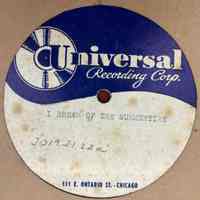 Universal
Recording Corp.
I DREAM OF THE
111 E. ONTARIO ST. - CHICAGO